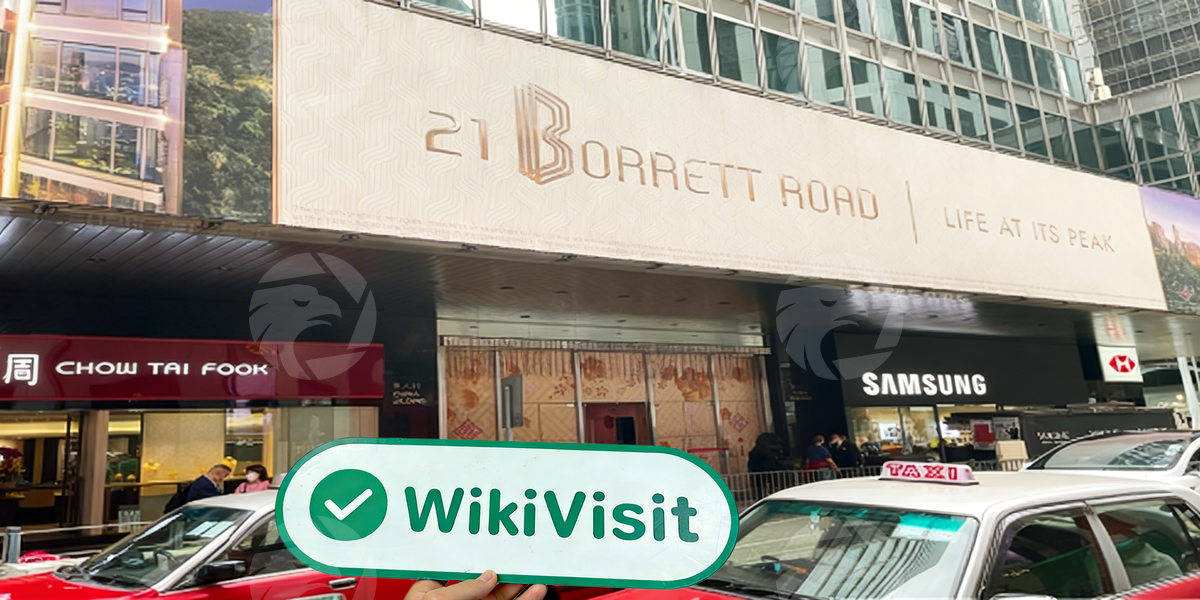 21 BORRETT ROAD | LIFE AT ITS PEAK
周 CHOW TAI FOOK
SAMSUNG
TAXI
WikiVisit